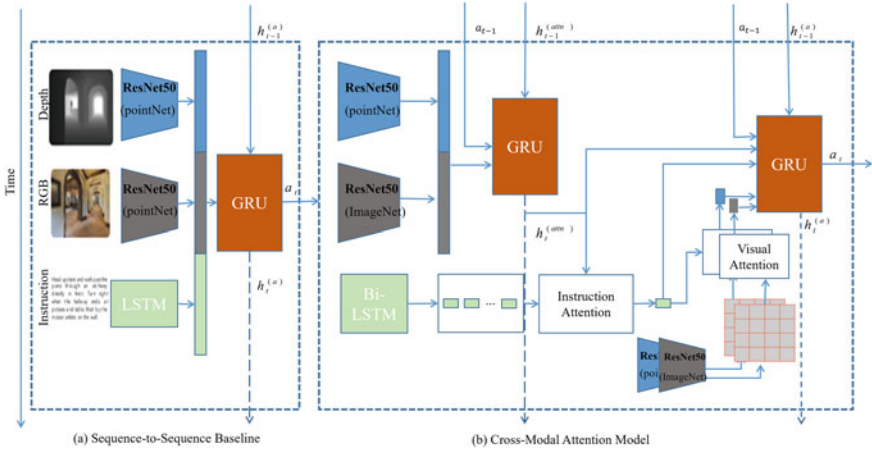 Time
Depth
RGB
Instruction
ResNet50
(pointNet)
ResNet50
(pointNet)
LSTM
h_{t-1}^{(a)}
GRU
a_t
h_t^{(a)}
(a) Sequence-to-Sequence Baseline
ResNet50
(pointNet)
ResNet50
(ImageNet)
Bi-
LSTM
a_{t-1}
h_{t-1}^{(attn)}
GRU
h_t^{(attn)}
...
Instruction
Attention
a_{t-1}
h_{t-1}^{(a)}
GRU
a_t
h_t^{(a)}
Visual
Attention
Res
(poi
ResNet50
(ImageNet)
(b) Cross-Modal Attention Model